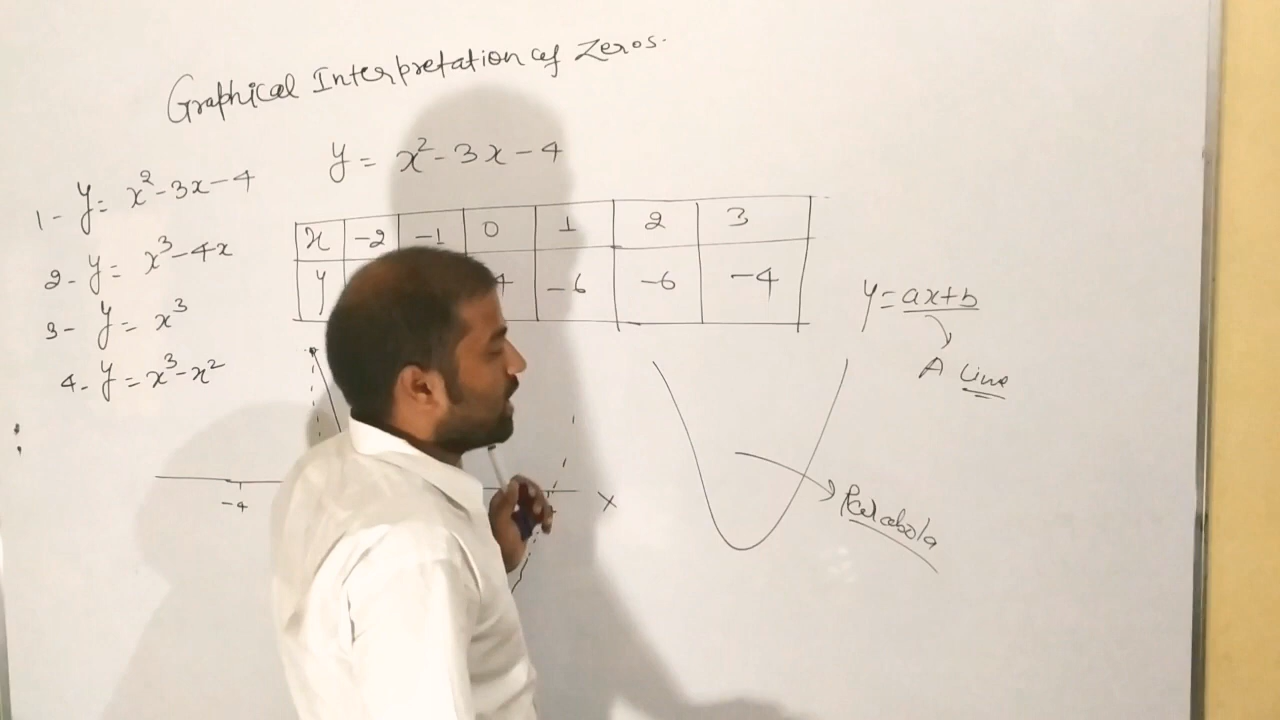 Graphical Interpretation of Zeros.
y = x² - 3x - 4
1- y = x² - 3x - 4
2- y = x³ - 4x
3- y = x³
4- y = x³ - x²
x -2 -1 0 1 2 3
y -6 -6 -4
y = ax+b
A Line
Parabola
-4
X